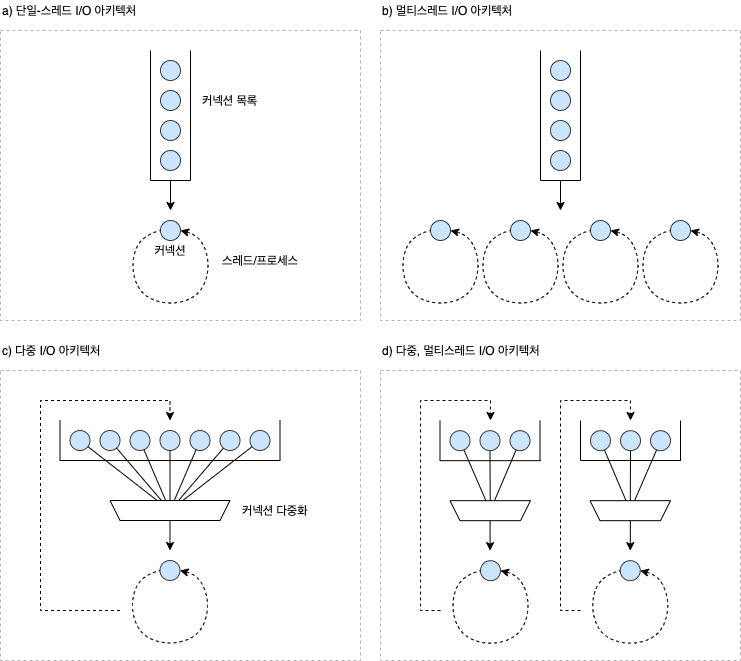 a) 단일-스레드 I/O 아키텍처
b) 멀티스레드 I/O 아키텍처
커넥션 목록
커넥션
스레드/프로세스
c) 다중 I/O 아키텍처
d) 다중, 멀티스레드 I/O 아키텍처
커넥션 다중화